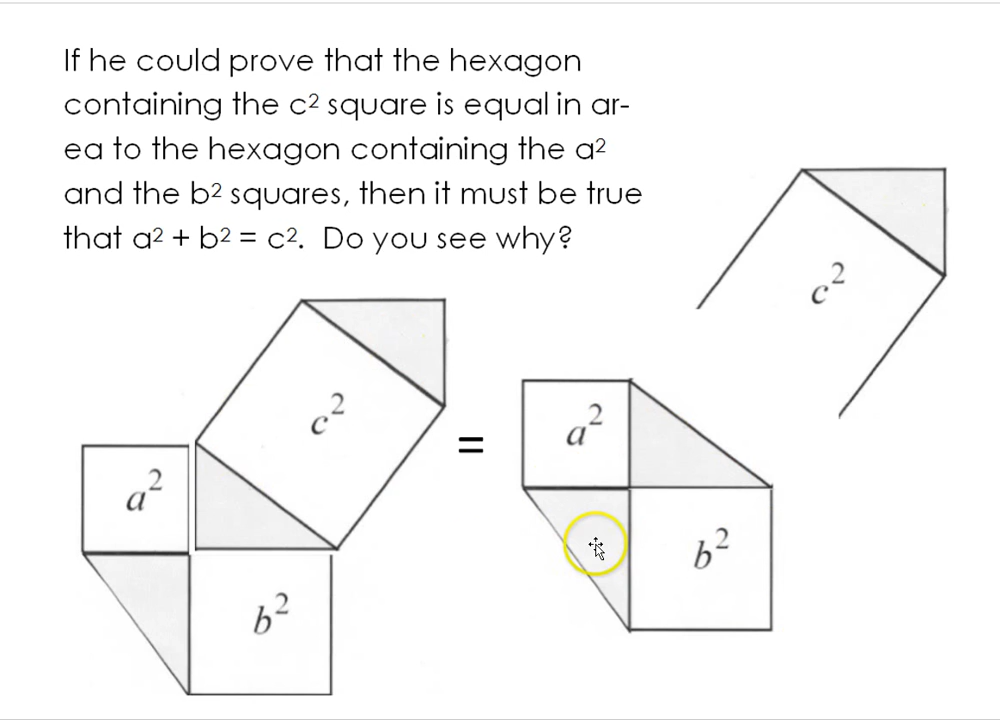 If he could prove that the hexagon
containing the c² square is equal in ar-
ea to the hexagon containing the a²
and the b² squares, then it must be true
that a² + b² = c². Do you see why?
c²
c²
a²
=
a²
b²
b²